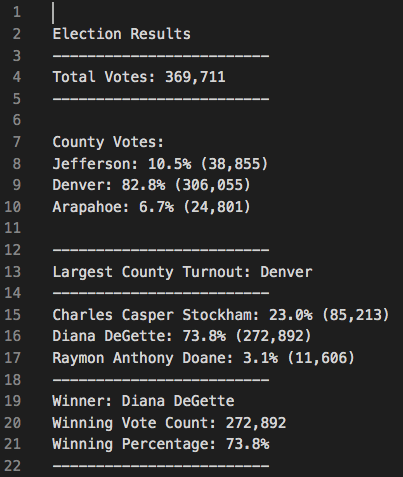 1
2 Election Results
3 -------------------------
4 Total Votes: 369,711
5 -------------------------
6
7 County Votes:
8 Jefferson: 10.5% (38,855)
9 Denver: 82.8% (306,055)
10 Arapahoe: 6.7% (24,801)
11
12 -------------------------
13 Largest County Turnout: Denver
14 -------------------------
15 Charles Casper Stockham: 23.0% (85,213)
16 Diana DeGette: 73.8% (272,892)
17 Raymon Anthony Doane: 3.1% (11,606)
18 -------------------------
19 Winner: Diana DeGette
20 Winning Vote Count: 272,892
21 Winning Percentage: 73.8%
22 -------------------------